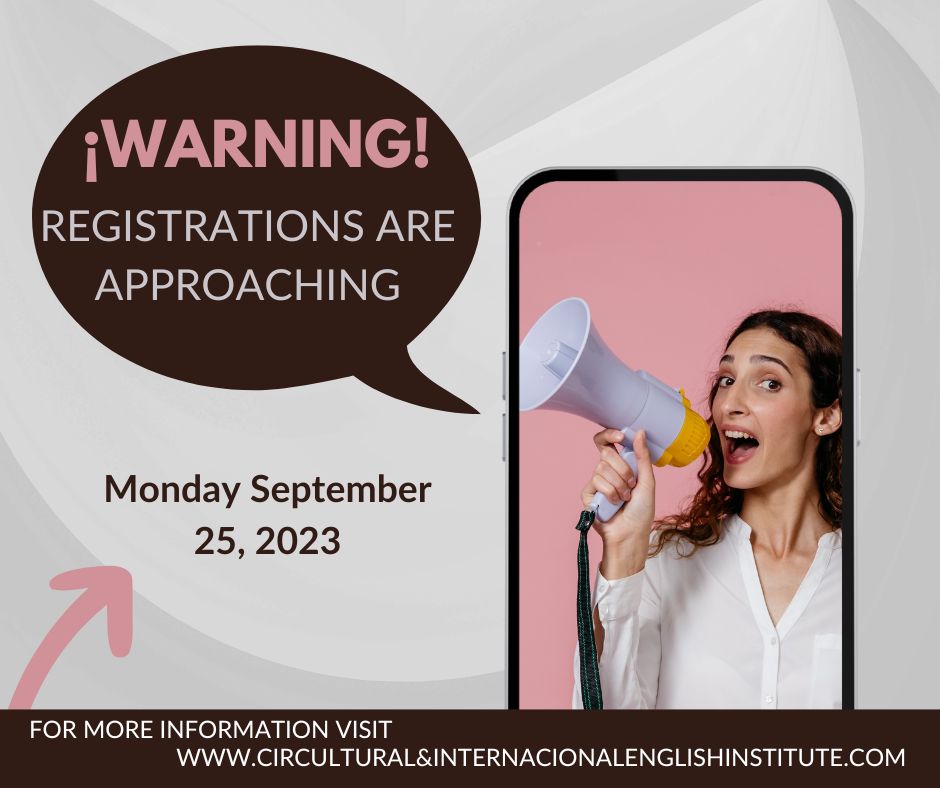 ¡WARNING!
REGISTRATIONS ARE
APPROACHING
Monday September
25, 2023
FOR MORE INFORMATION VISIT
WWW.CIRCULTURAL&INTERNACIONALENGLISHINSTITUTE.COM